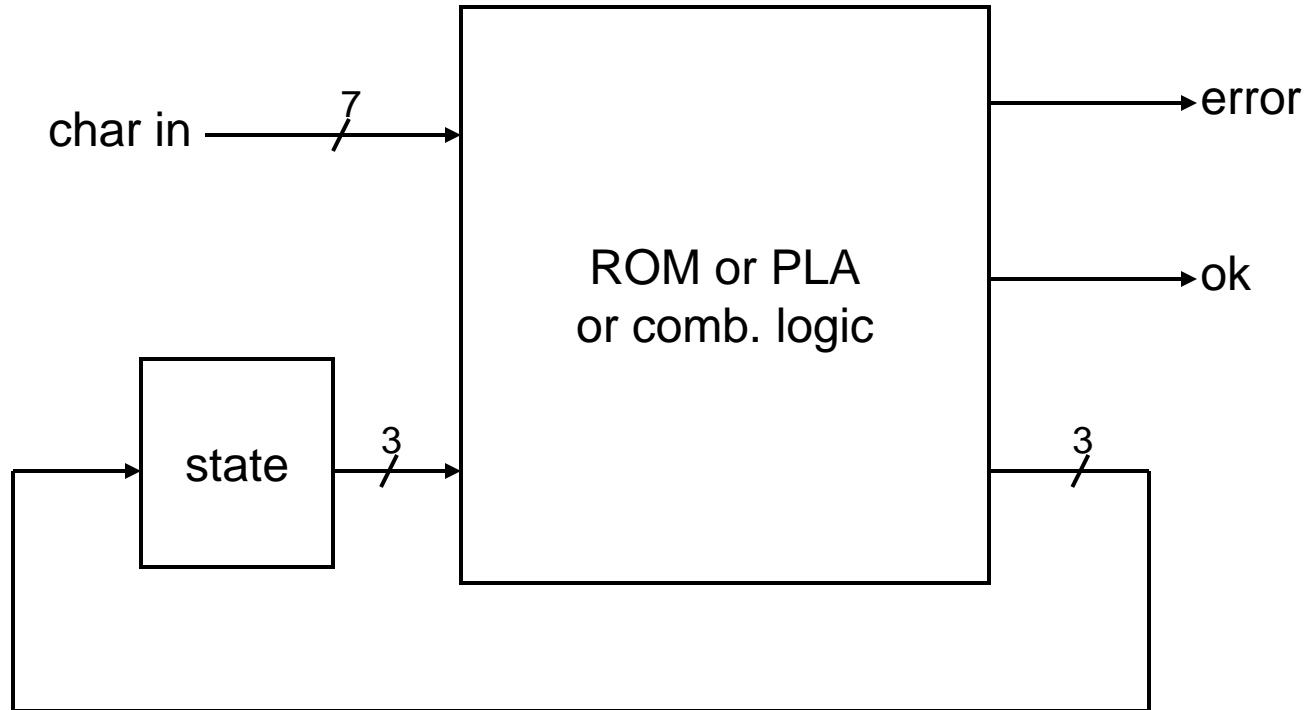 7
char in
error
ROM or PLA
or comb. logic
ok
state
3
3